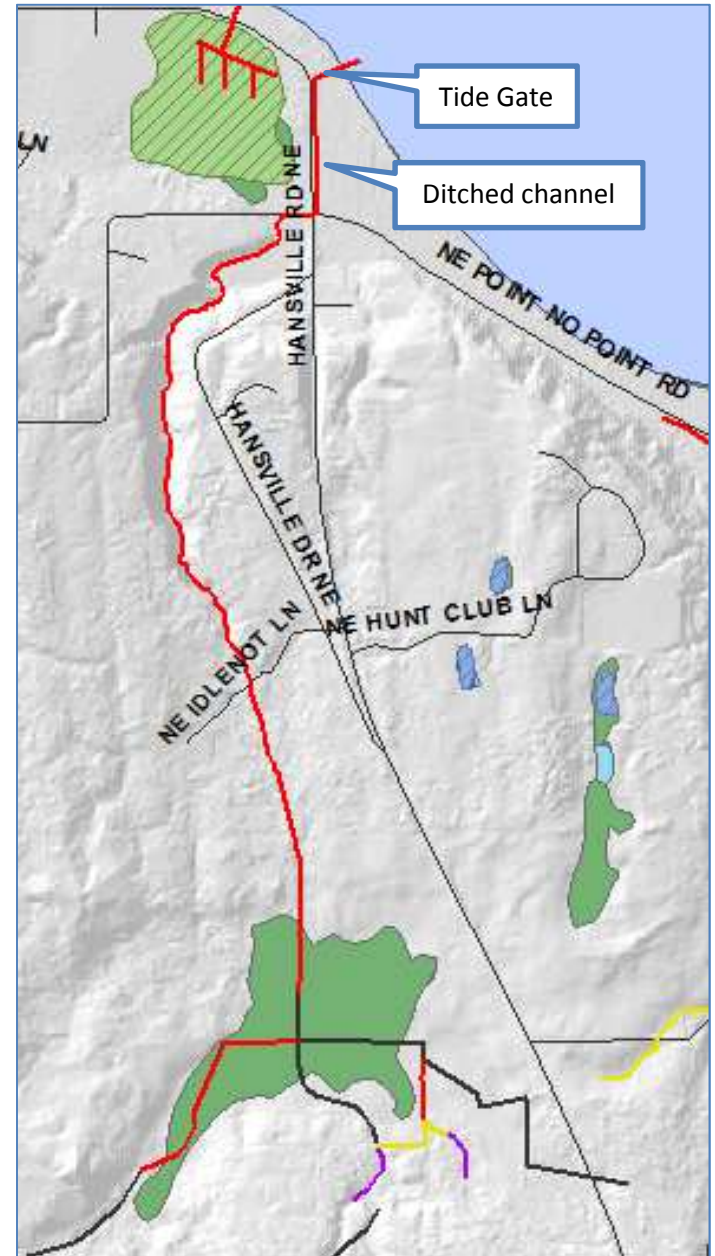 Tide Gate
LN
Ditched channel
HANSVILLE RD NE
NE POINT NO POINT RD
HANSVILLE DR NE
NE HUNT CLUB LN
NE IDLENOT LN